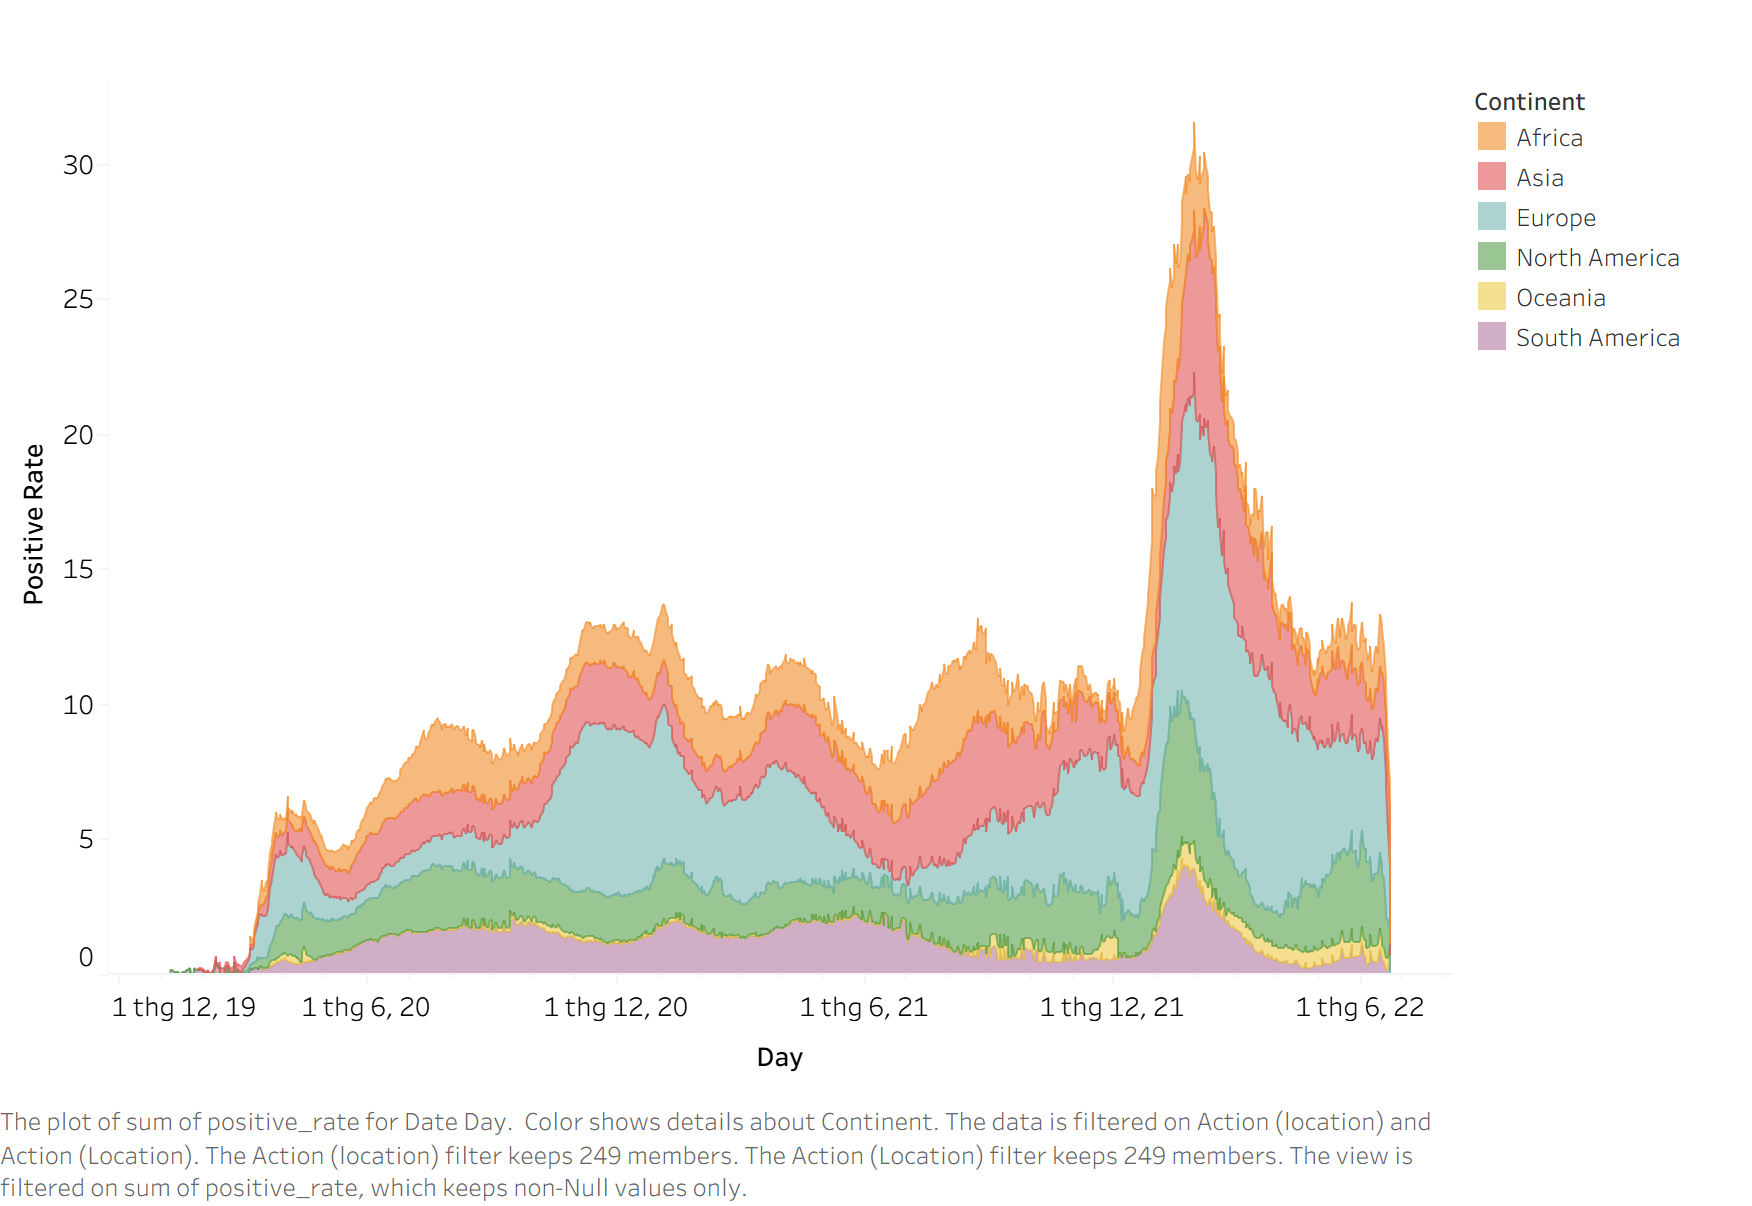 Continent
Africa
Asia
Europe
North America
Oceania
South America
30
25
20
15
10
5
0
Positive Rate
1 thg 12, 19
1 thg 6, 20
1 thg 12, 20
1 thg 6, 21
1 thg 12, 21
1 thg 6, 22
Day
The plot of sum of positive_rate for Date Day.  Color shows details about Continent. The data is filtered on Action (location) and
Action (Location). The Action (location) filter keeps 249 members. The Action (Location) filter keeps 249 members. The view is
filtered on sum of positive_rate, which keeps non-Null values only.